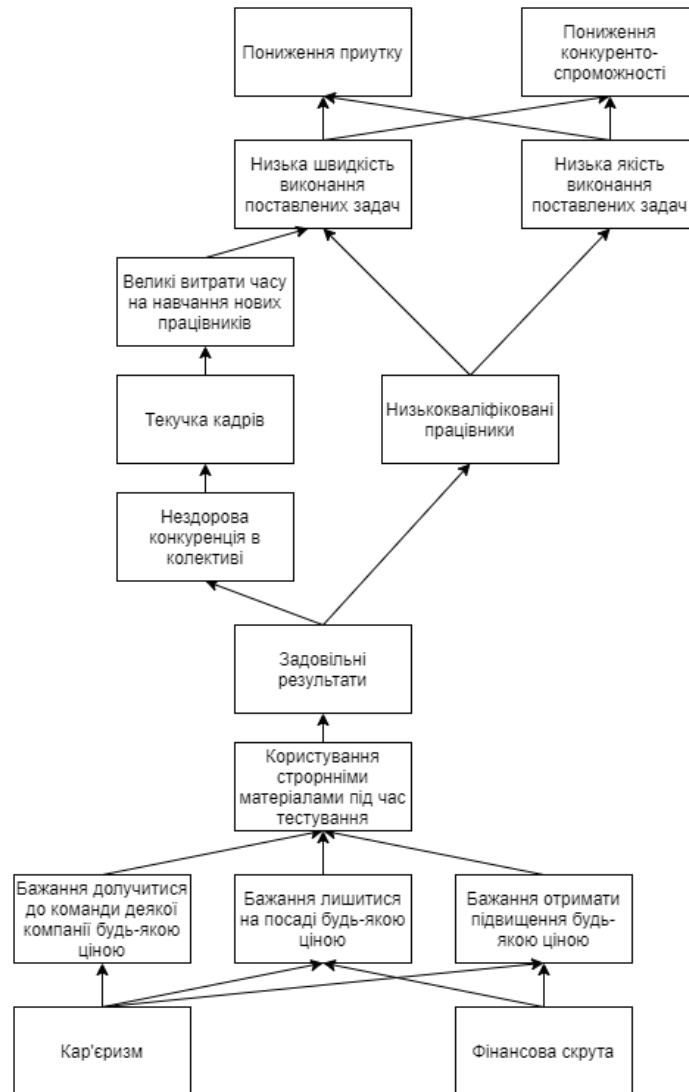 Пониження приутку
Пониження
конкуренто-
спроможності
Низька швидкість
виконання
поставлених задач
Низька якість
виконання
поставлених задач
Великі витрати часу
на навчання нових
працівників
Текучка кадрів
Низькокваліфіковані
працівники
Нездорова
конкуренція в
колективі
Задовільні
результати
Користування
строрнніми
матеріалами під час
тестування
Бажання долучитися
до команди деякої
компанії будь-якою
ціною
Бажання лишитися
на посаді будь-якою
ціною
Бажання отримати
підвищення будь-
якою ціною
Кар'єризм
Фінансова скрута